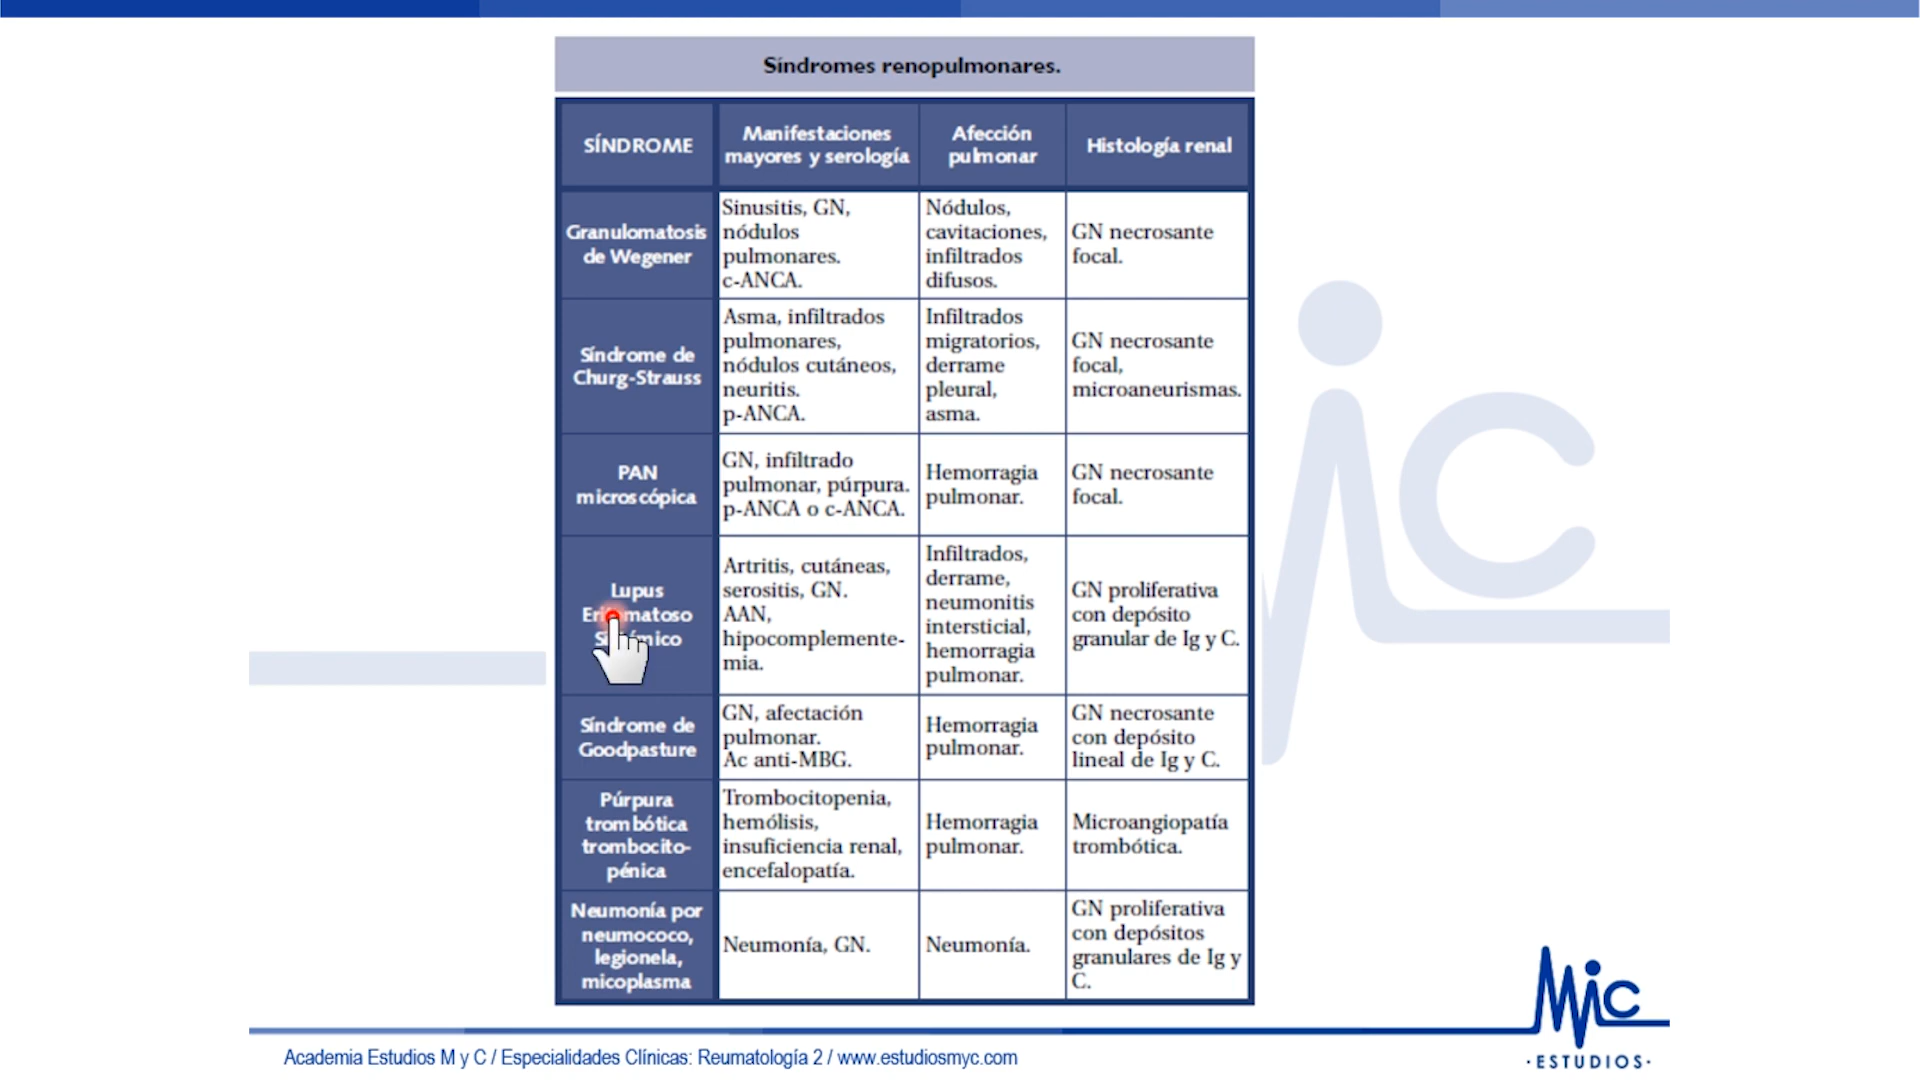 Síndromes renopulmonares.
SÍNDROME
Manifestaciones
mayores y serología
Afección
pulmonar
Histología renal
Granulomatosis
de Wegener
Sinusitis, GN,
nódulos
pulmonares.
c-ANCA.
Nódulos,
cavitaciones,
infiltrados
difusos.
GN necrosante
focal.
Síndrome de
Churg-Strauss
Asma, infiltrados
pulmonares,
nódulos cutáneos,
neuritis.
p-ANCA.
Infiltrados
migratorios,
derrame
pleural,
asma.
GN necrosante
focal,
microaneurismas.
PAN
microscópica
GN, infiltrado
pulmonar, púrpura.
p-ANCA o c-ANCA.
Hemorragia
pulmonar.
GN necrosante
focal.
Lupus
Eritematoso
Sistémico
Artritis, cutáneas,
serositis, GN.
AAN,
hipocomplemente-
mia.
Infiltrados,
derrame,
neumonitis
intersticial,
hemorragia
pulmonar.
GN proliferativa
con depósito
granular de Ig y C.
Síndrome de
Goodpasture
GN, afectación
pulmonar.
Ac anti-MBG.
Hemorragia
pulmonar.
GN necrosante
con depósito
lineal de Ig y C.
Púrpura
trombótica
trombocito-
pénica
Trombocitopenia,
hemólisis,
insuficiencia renal,
encefalopatía.
Hemorragia
pulmonar.
Microangiopatía
trombótica.
Neumonía por
neumococo,
legionela,
micoplasma
Neumonía, GN.
Neumonía.
GN proliferativa
con depósitos
granulares de Ig y
C.
Academia Estudios M y C / Especialidades Clínicas: Reumatología 2 / www.estudiosmyc.com
MiC
·ESTUDIOS·